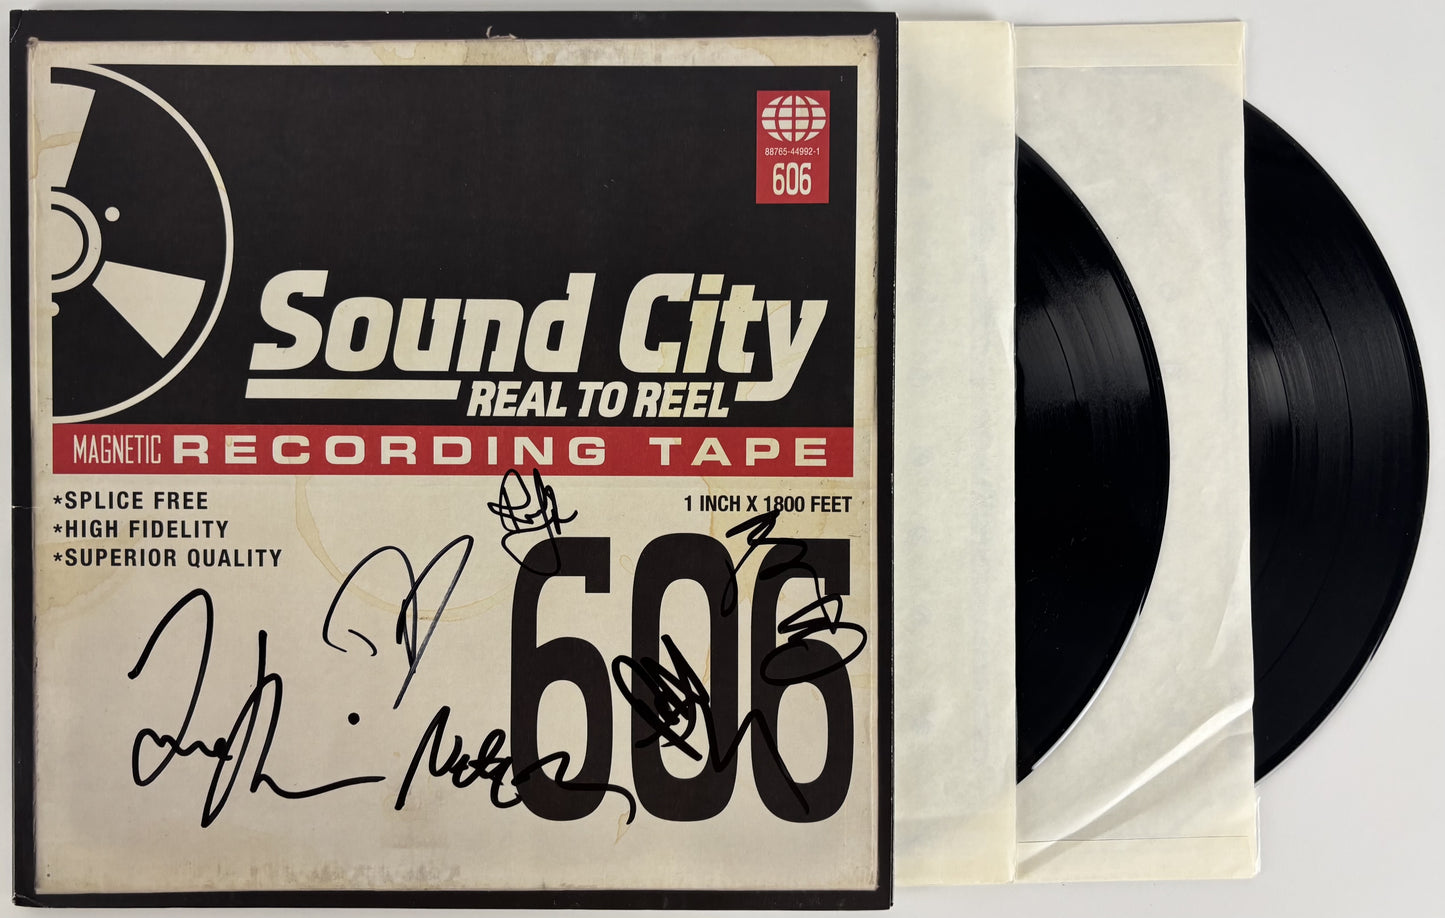 88765-44992-1
606
Sound City
REAL TO REEL
MAGNETIC RECORDING TAPE
*SPLICE FREE
*HIGH FIDELITY
*SUPERIOR QUALITY
1 INCH X 1800 FEET
606